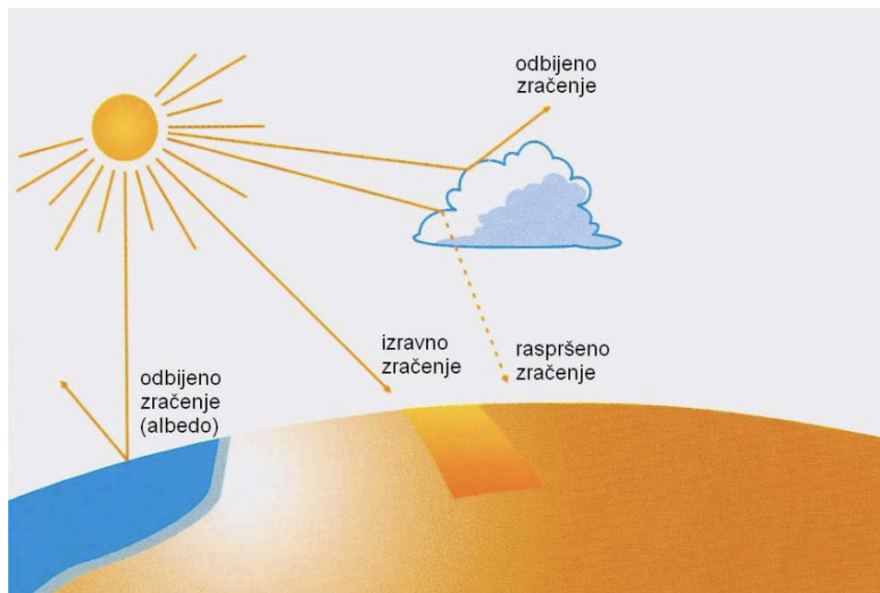 odbijeno
zračenje
izravno
zračenje
raspršeno
zračenje
odbijeno
zračenje
(albedo)